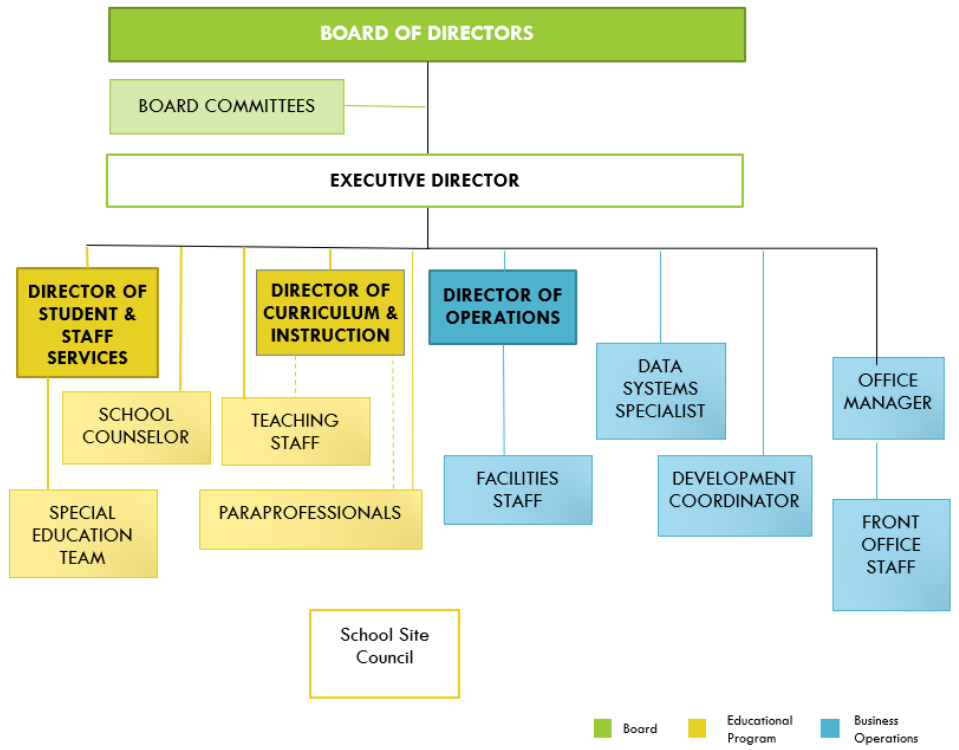 BOARD OF DIRECTORS
BOARD COMMITTEES
EXECUTIVE DIRECTOR
DIRECTOR OF
STUDENT &
STAFF
SERVICES
DIRECTOR OF
CURRICULUM &
INSTRUCTION
DIRECTOR OF
OPERATIONS
DATA
SYSTEMS
SPECIALIST
OFFICE
MANAGER
SCHOOL
COUNSELOR
TEACHING
STAFF
FACILITIES
STAFF
DEVELOPMENT
COORDINATOR
SPECIAL
EDUCATION
TEAM
PARAPROFESSIONALS
FRONT
OFFICE
STAFF
School Site
Council
Board
Educational
Program
Business
Operations